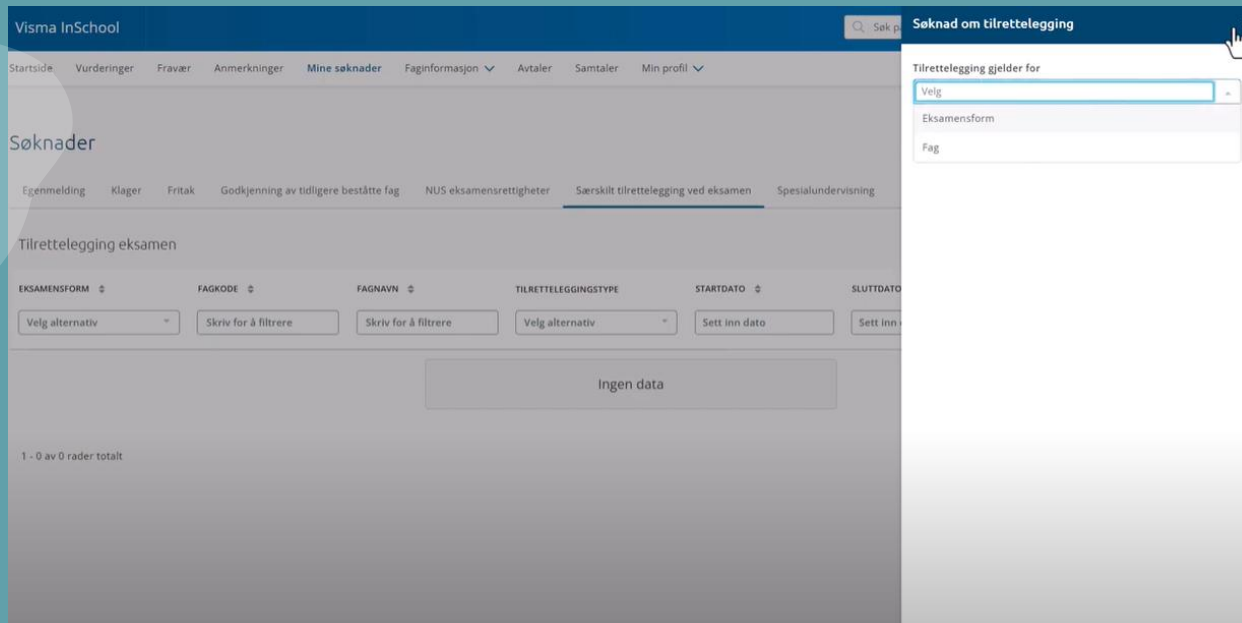 Visma InSchool
Søk p
Søknad om tilrettelegging
Startside Vurderinger Fravær Anmerkninger Mine søknader Faginformasjon Avtaler Samtaler Min profil
Tilrettelegging gjelder for
Velg
Eksamensform
Fag
Søknader
Egenmelding Klager Fritak Godkjenning av tidligere beståtte fag NUS eksamensrettigheter Særskilt tilrettelegging ved eksamen Spesialundervisning
Tilrettelegging eksamen
EKSAMENSFORM FAGKODE FAGNAVN TILRETTELEGGINGSTYPE STARTDATO SLUTTDATO
Velg alternativ Skriv for å filtrere Skriv for å filtrere Velg alternativ Sett inn dato Sett inn
Ingen data
1 - 0 av 0 rader totalt